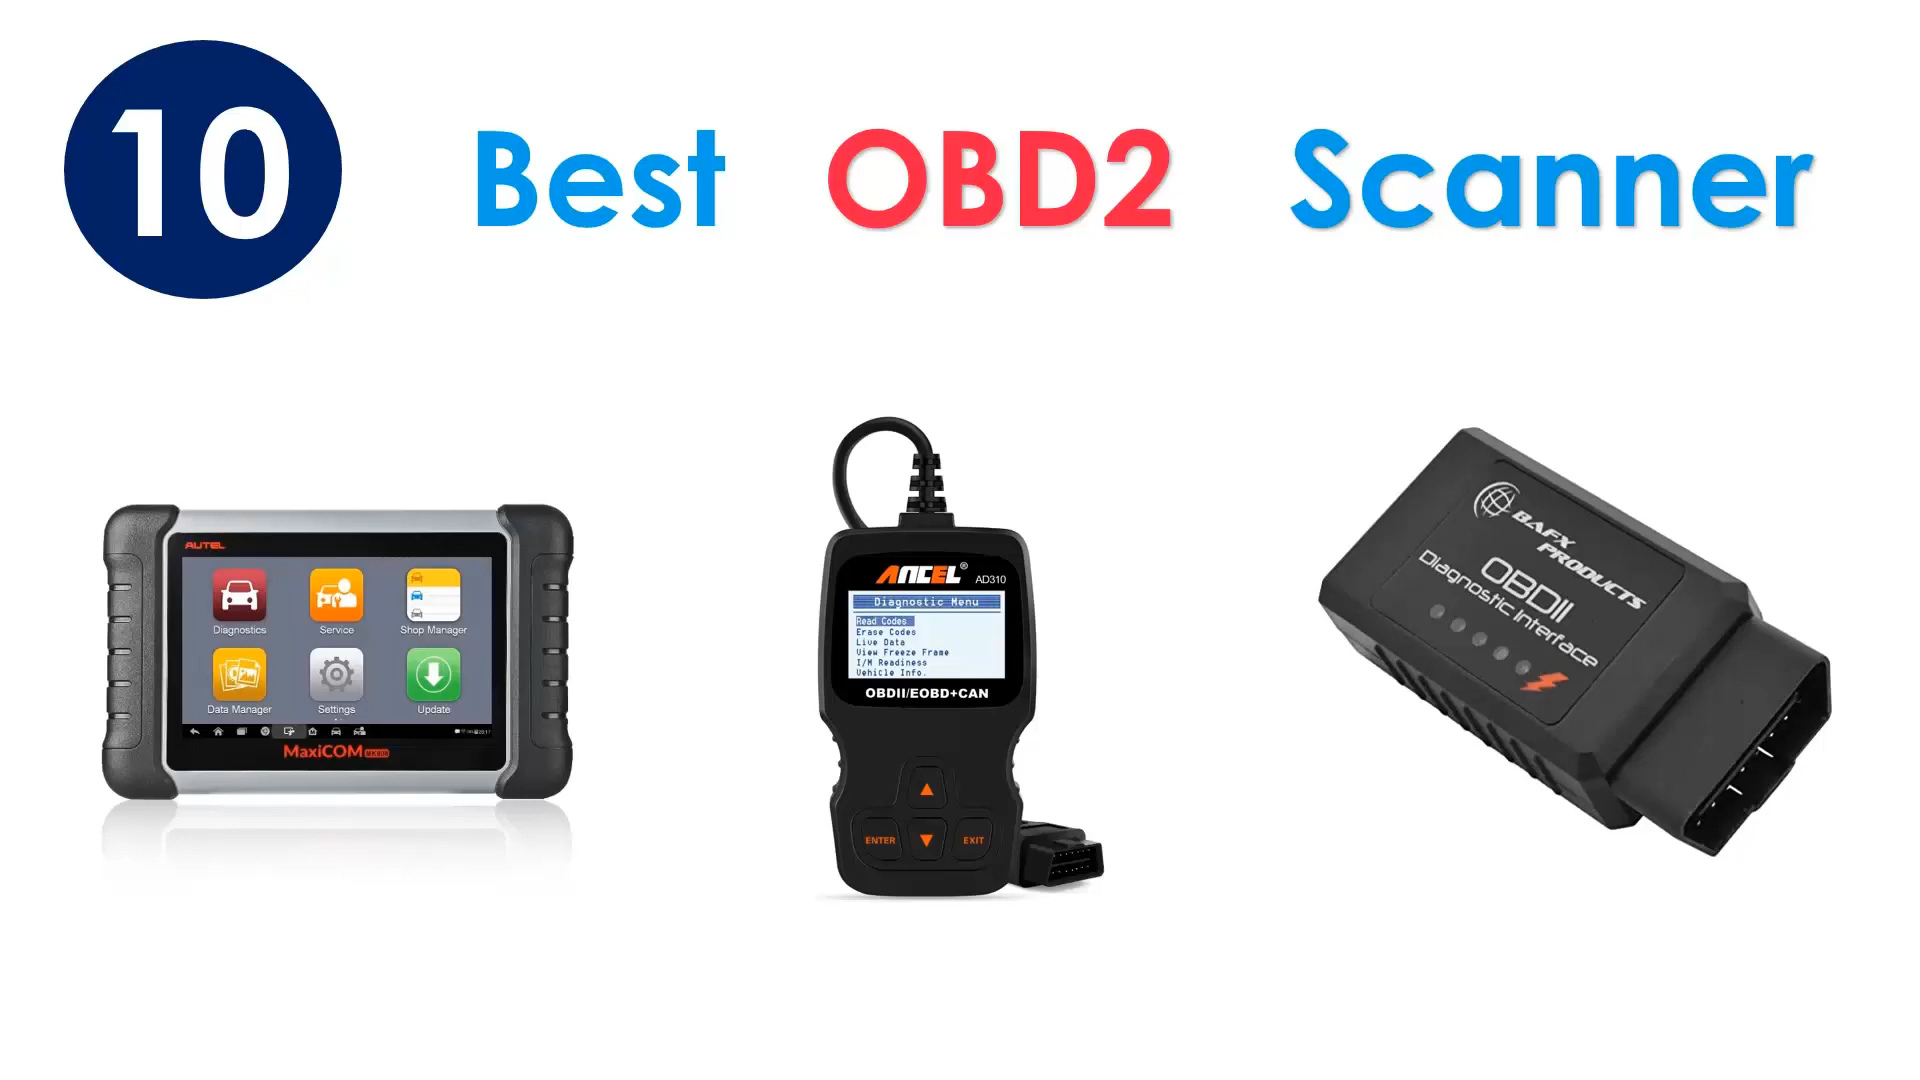 10 Best OBD2 Scanner
AUTEL
Diagnostics Service Shop Manager
Data Manager Settings Update
MaxiCOM
ANCEL® AD310
Diagnostic Menu
Read Codes
Erase Codes
Live Data
View Freeze Frame
I/M Readiness
Vehicle Info.
OBDII/EOBD+CAN
ENTER EXIT
BAFX
PRODUCTS
OBDII
Diagnostic Interface